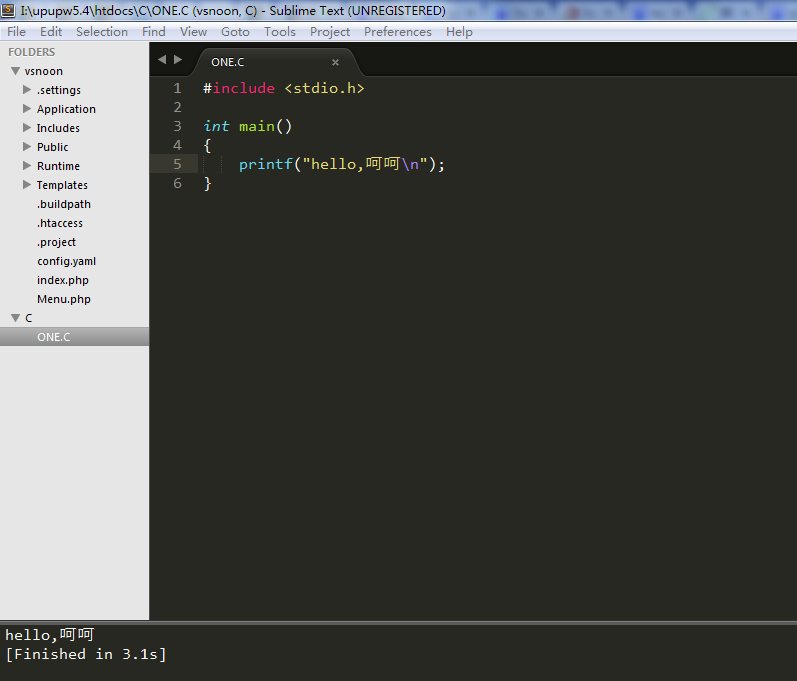 I:\upupw5.4\htdocs\C\ONE.C (vsnoon, C) - Sublime Text (UNREGISTERED)
File Edit Selection Find View Goto Tools Project Preferences Help
FOLDERS
vsnoon
.settings
Application
Includes
Public
Runtime
Templates
.buildpath
.htaccess
.project
config.yaml
index.php
Menu.php
C
ONE.C
ONE.C ×
1 #include <stdio.h>
2
3 int main()
4 {
5 printf("hello,呵呵\n");
6 }
hello,呵呵
[Finished in 3.1s]